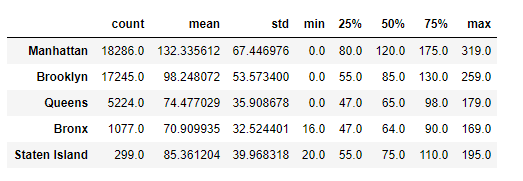 count mean std min 25% 50% 75% max
Manhattan 18286.0 132.335612 67.446976 0.0 80.0 120.0 175.0 319.0
Brooklyn 17245.0 98.248072 53.573400 0.0 55.0 85.0 130.0 259.0
Queens 5224.0 74.477029 35.908678 0.0 47.0 65.0 98.0 179.0
Bronx 1077.0 70.909935 32.524401 16.0 47.0 64.0 90.0 169.0
Staten Island 299.0 85.361204 39.968318 20.0 55.0 75.0 110.0 195.0